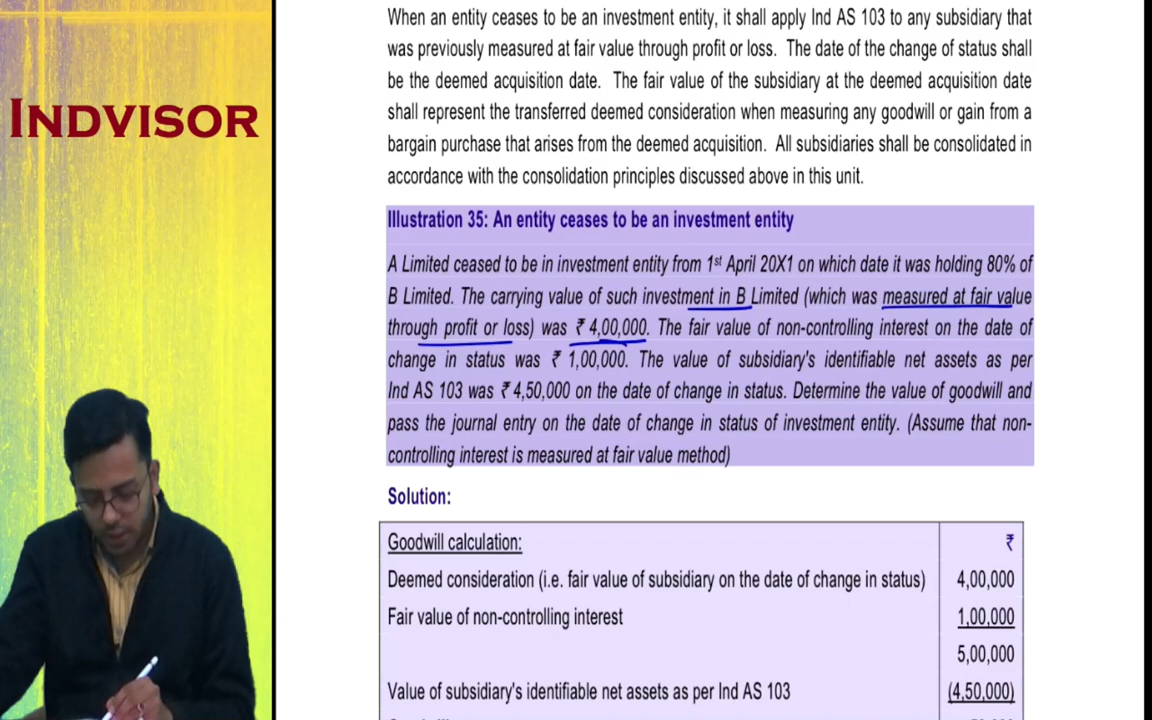 When an entity ceases to be an investment entity, it shall apply Ind AS 103 to any subsidiary that
was previously measured at fair value through profit or loss. The date of the change of status shall
be the deemed acquisition date. The fair value of the subsidiary at the deemed acquisition date
INDVISOR
shall represent the transferred deemed consideration when measuring any goodwill or gain from a
bargain purchase that arises from the deemed acquisition. All subsidiaries shall be consolidated in
accordance with the consolidation principles discussed above in this unit.
Illustration 35: An entity ceases to be an investment entity
A Limited ceased to be in investment entity from 1st April 20X1 on which date it was holding 80% of
B Limited. The carrying value of such investment in B Limited (which was measured at fair value
through profit or loss) was ₹ 4,00,000. The fair value of non-controlling interest on the date of
change in status was ₹ 1,00,000. The value of subsidiary's identifiable net assets as per
Ind AS 103 was ₹ 4,50,000 on the date of change in status. Determine the value of goodwill and
pass the journal entry on the date of change in status of investment entity. (Assume that non-
controlling interest is measured at fair value method)
Solution:
Goodwill calculation: ₹
Deemed consideration (i.e. fair value of subsidiary on the date of change in status) 4,00,000
Fair value of non-controlling interest 1,00,000
5,00,000
Value of subsidiary's identifiable net assets as per Ind AS 103 (4,50,000)